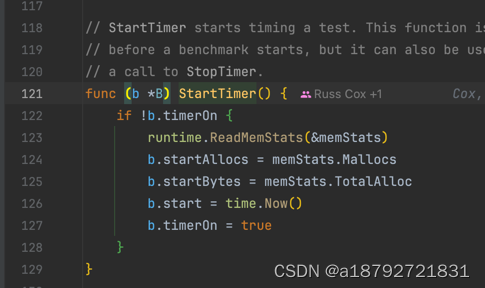 117
118 // StartTimer starts timing a test. This function is
119 // before a benchmark starts, but it can also be use
120 // a call to StopTimer.
121 func (b *B) StartTimer() { Russ Cox +1 Cox,
122 if !b.timerOn {
123 runtime.ReadMemStats(&memStats)
124 b.startAllocs = memStats.Mallocs
125 b.startBytes = memStats.TotalAlloc
126 b.start = time.Now()
127 b.timerOn = true
128 }
129 }
CSDN @a18792721831